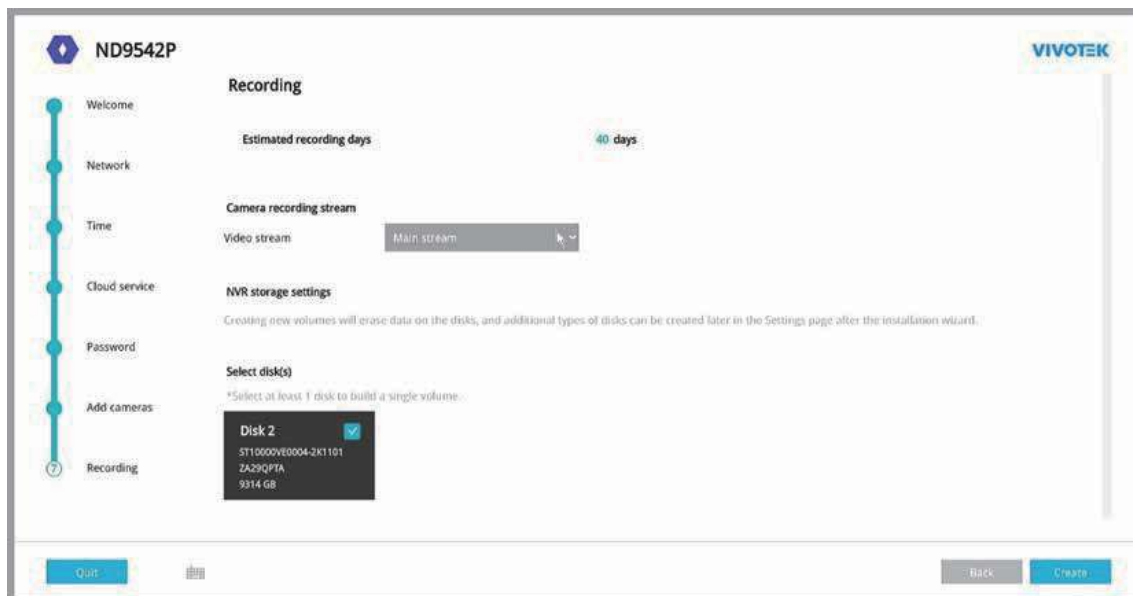 ND9542P
VIVOTEK
Welcome
Network
Time
Cloud service
Password
Add cameras
7
Recording
Recording
Estimated recording days
40 days
Camera recording stream
Video stream
Main stream
NVR storage settings
Creating new volumes will erase data on the disks, and additional types of disks can be created later in the Settings page after the installation wizard.
Select disk(s)
*Select at least 1 disk to build a single volume.
Disk 2
ST10000VE0004-2K1101
ZA29QPTA
9314 GB
Quit
Back
Create